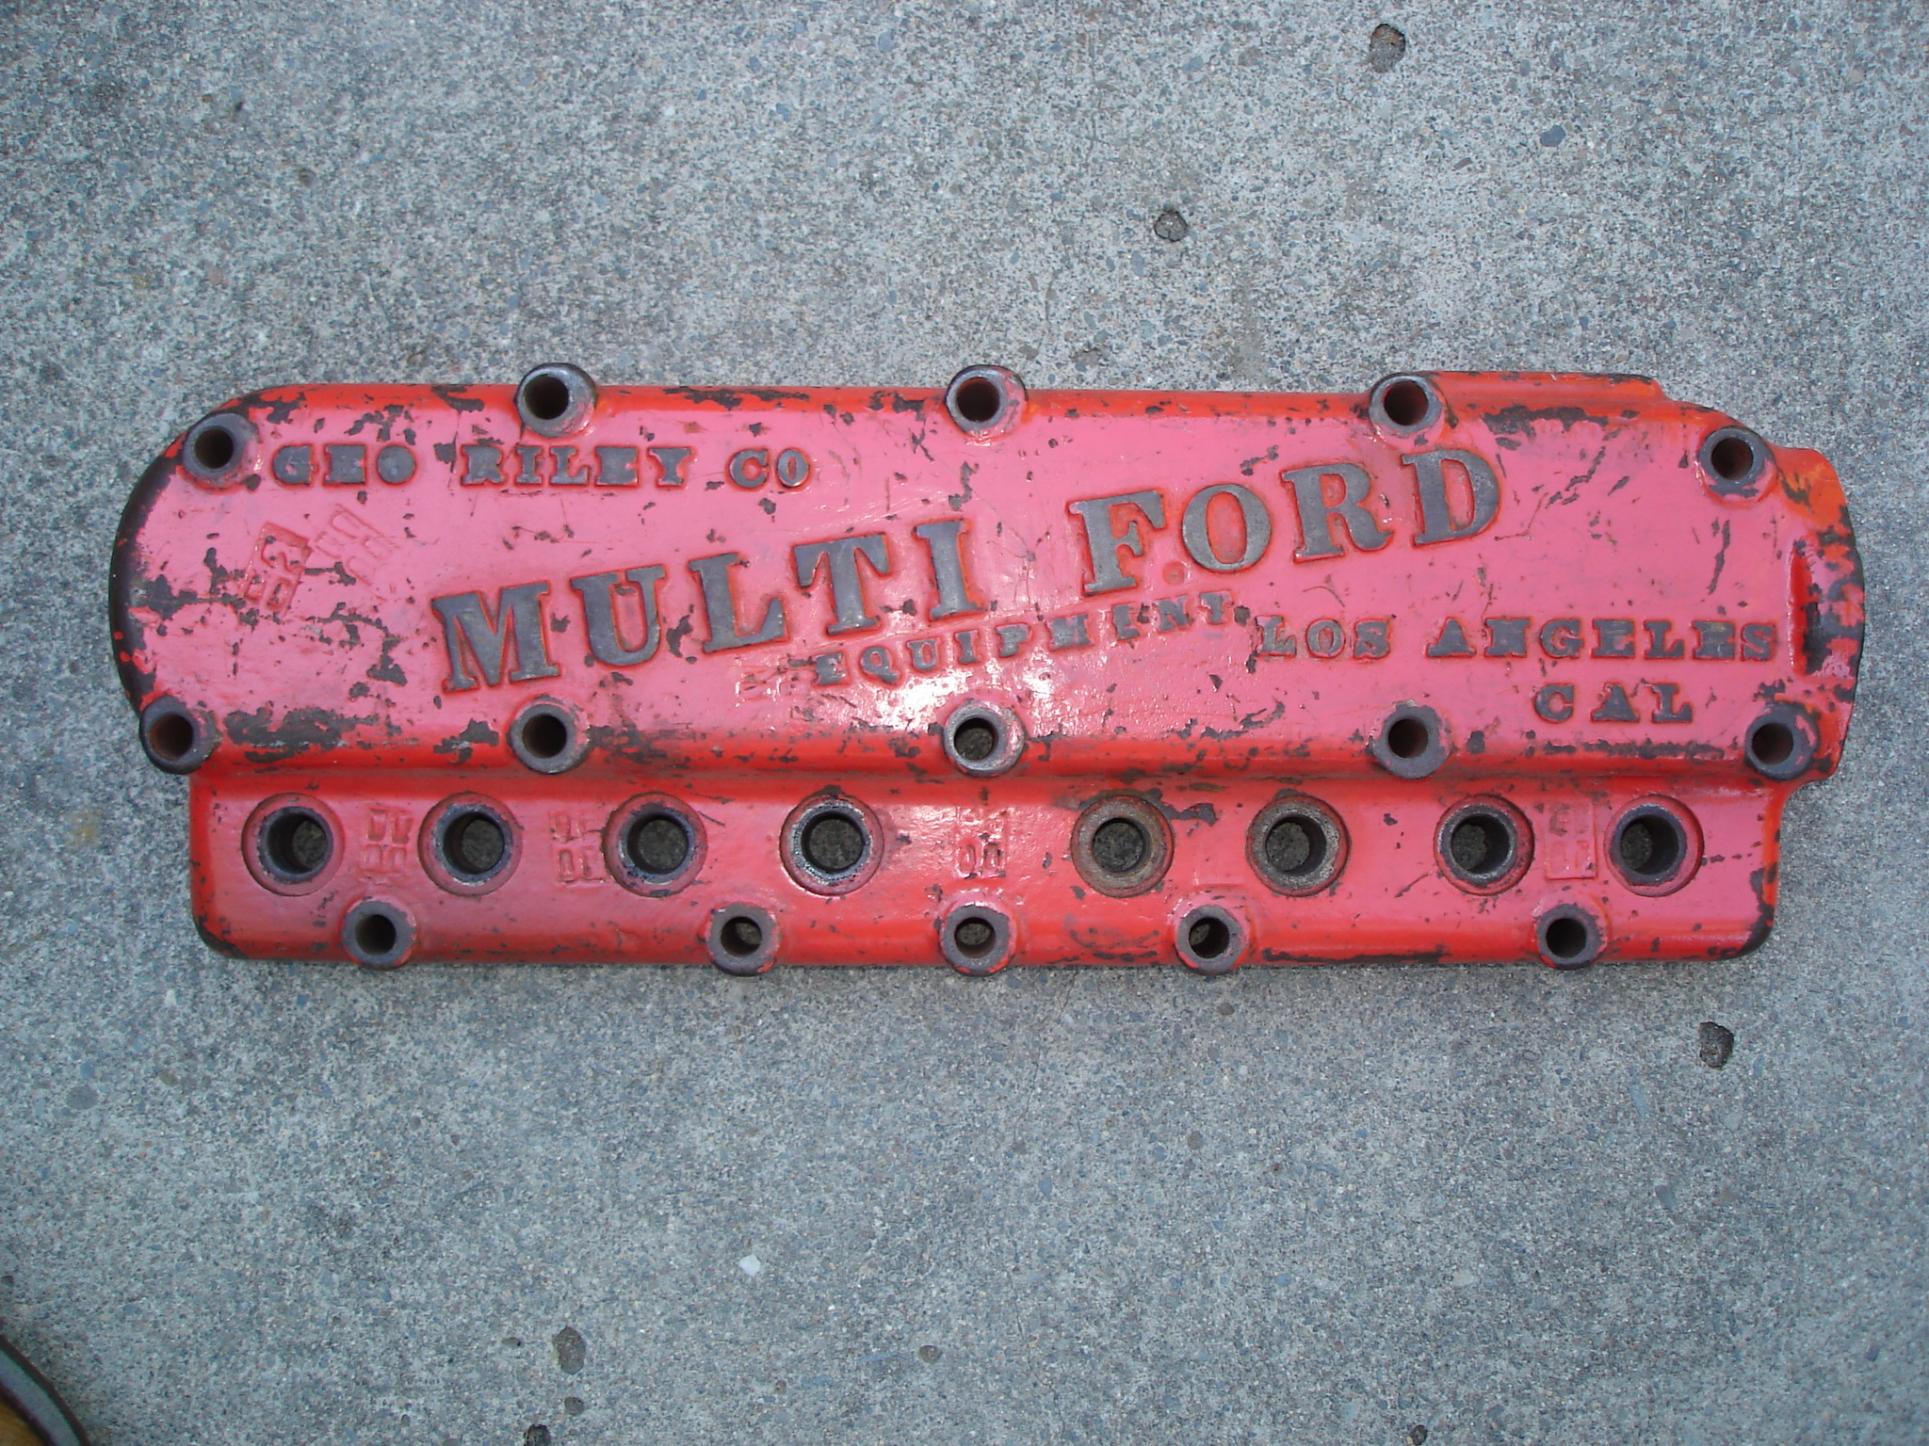 GEO RILEY CO
MULTI FORD
EQUIPMENT
LOS ANGELES
CAL